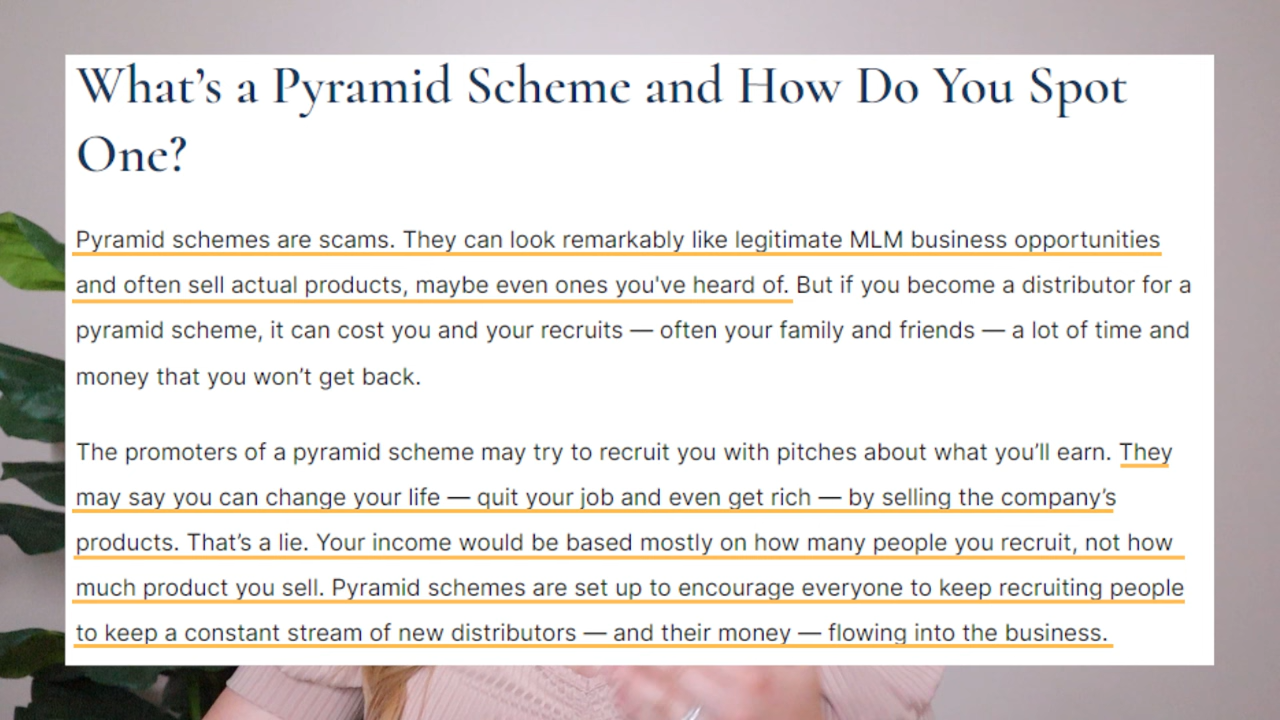 What’s a Pyramid Scheme and How Do You Spot
One?
Pyramid schemes are scams. They can look remarkably like legitimate MLM business opportunities
and often sell actual products, maybe even ones you've heard of. But if you become a distributor for a
pyramid scheme, it can cost you and your recruits — often your family and friends — a lot of time and
money that you won’t get back.
The promoters of a pyramid scheme may try to recruit you with pitches about what you’ll earn. They
may say you can change your life — quit your job and even get rich — by selling the company’s
products. That’s a lie. Your income would be based mostly on how many people you recruit, not how
much product you sell. Pyramid schemes are set up to encourage everyone to keep recruiting people
to keep a constant stream of new distributors — and their money — flowing into the business.